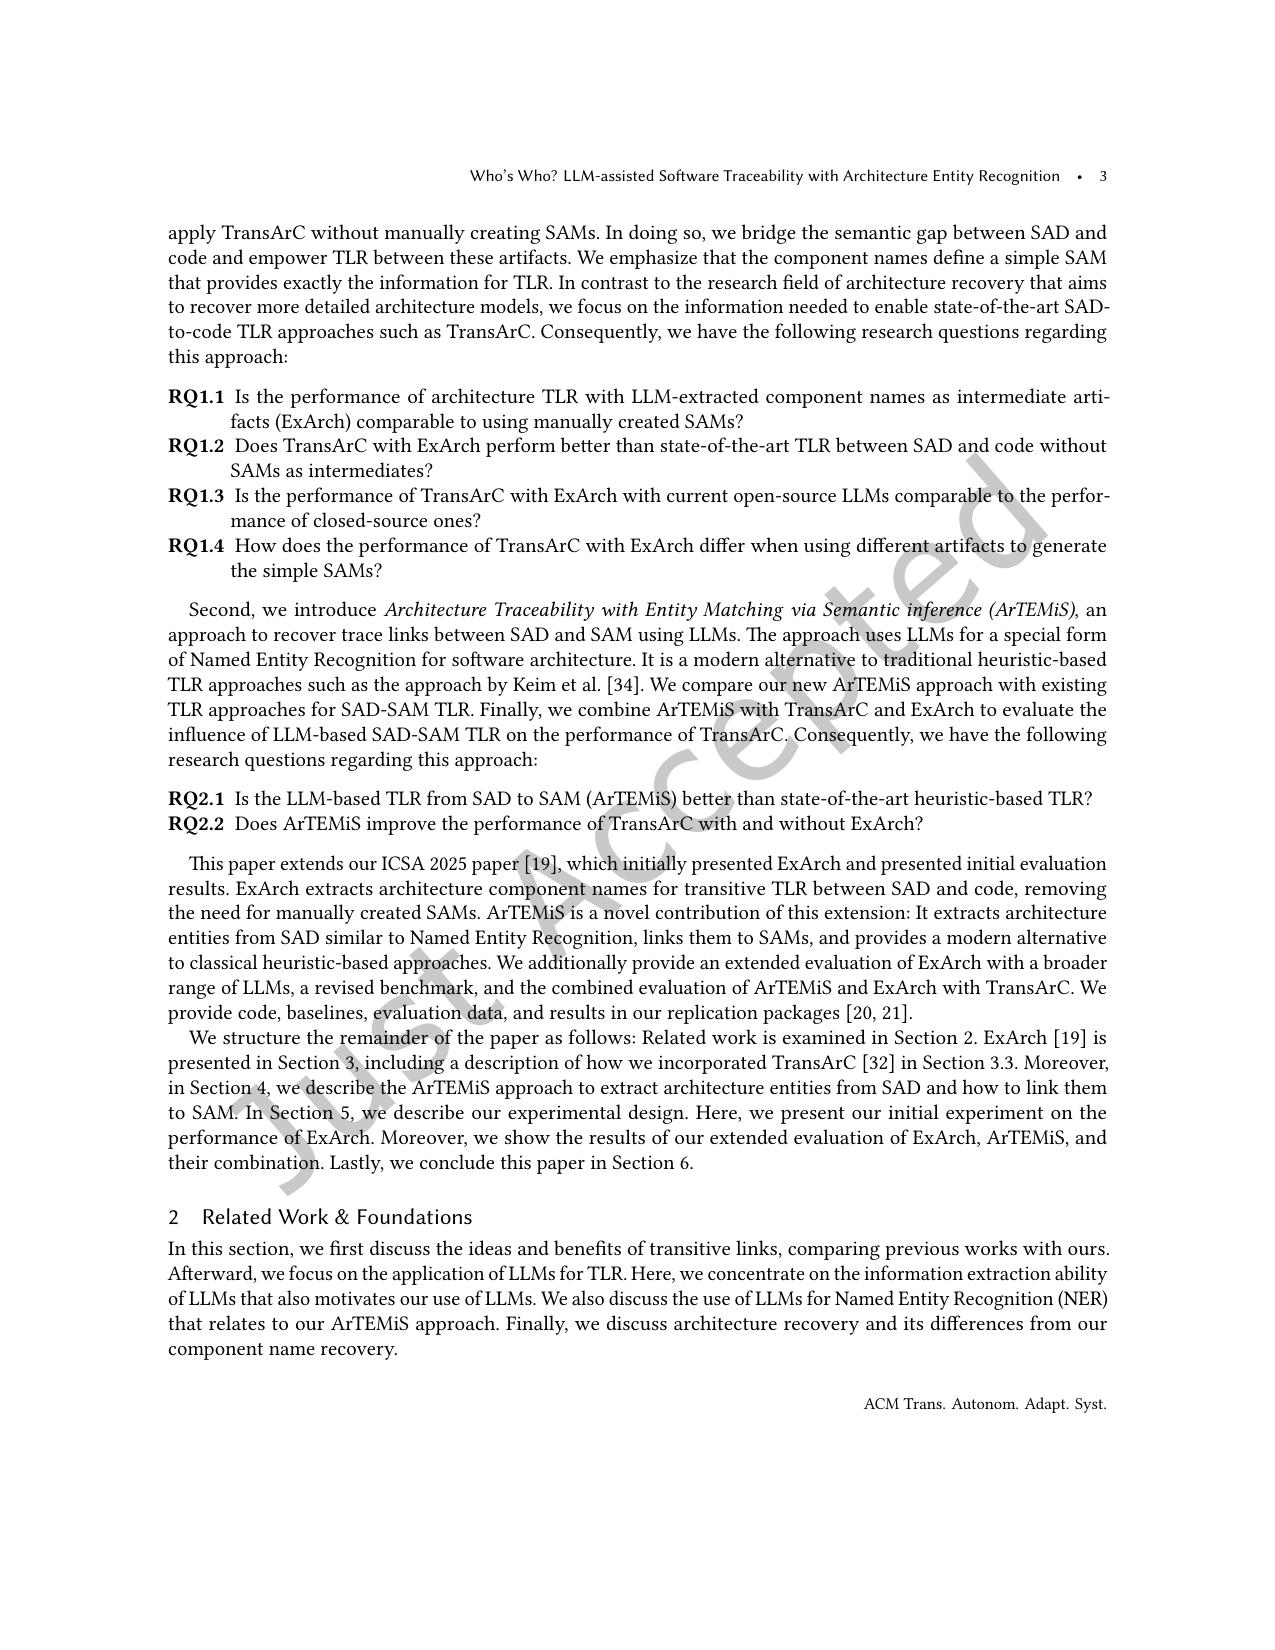 Who's Who? LLM-assisted Software Traceability with Architecture Entity Recognition • 3
apply TransArC without manually creating SAMs. In doing so, we bridge the semantic gap between SAD and
code and empower TLR between these artifacts. We emphasize that the component names define a simple SAM
that provides exactly the information for TLR. In contrast to the research field of architecture recovery that aims
to recover more detailed architecture models, we focus on the information needed to enable state-of-the-art SAD-
to-code TLR approaches such as TransArC. Consequently, we have the following research questions regarding
this approach:
RQ1.1 Is the performance of architecture TLR with LLM-extracted component names as intermediate arti-
facts (ExArch) comparable to using manually created SAMs?
RQ1.2 Does TransArC with ExArch perform better than state-of-the-art TLR between SAD and code without
SAMs as intermediates?
RQ1.3 Is the performance of TransArC with ExArch with current open-source LLMs comparable to the perfor-
mance of closed-source ones?
RQ1.4 How does the performance of TransArC with ExArch differ when using different artifacts to generate
the simple SAMs?
Second, we introduce Architecture Traceability with Entity Matching via Semantic inference (ArTEMiS), an
approach to recover trace links between SAD and SAM using LLMs. The approach uses LLMs for a special form
of Named Entity Recognition for software architecture. It is a modern alternative to traditional heuristic-based
TLR approaches such as the approach by Keim et al. [34]. We compare our new ArTEMiS approach with existing
TLR approaches for SAD-SAM TLR. Finally, we combine ArTEMiS with TransArC and ExArch to evaluate the
influence of LLM-based SAD-SAM TLR on the performance of TransArC. Consequently, we have the following
research questions regarding this approach:
RQ2.1 Is the LLM-based TLR from SAD to SAM (ArTEMiS) better than state-of-the-art heuristic-based TLR?
RQ2.2 Does ArTEMiS improve the performance of TransArC with and without ExArch?
This paper extends our ICSA 2025 paper [19], which initially presented ExArch and presented initial evaluation
results. ExArch extracts architecture component names for transitive TLR between SAD and code, removing
the need for manually created SAMs. ArTEMiS is a novel contribution of this extension: It extracts architecture
entities from SAD similar to Named Entity Recognition, links them to SAMs, and provides a modern alternative
to classical heuristic-based approaches. We additionally provide an extended evaluation of ExArch with a broader
range of LLMs, a revised benchmark, and the combined evaluation of ArTEMiS and ExArch with TransArC. We
provide code, baselines, evaluation data, and results in our replication packages [20, 21].
We structure the remainder of the paper as follows: Related work is examined in Section 2. ExArch [19] is
presented in Section 3, including a description of how we incorporated TransArC [32] in Section 3.3. Moreover,
in Section 4, we describe the ArTEMiS approach to extract architecture entities from SAD and how to link them
to SAM. In Section 5, we describe our experimental design. Here, we present our initial experiment on the
performance of ExArch. Moreover, we show the results of our extended evaluation of ExArch, ArTEMiS, and
their combination. Lastly, we conclude this paper in Section 6.
2 Related Work & Foundations
In this section, we first discuss the ideas and benefits of transitive links, comparing previous works with ours.
Afterward, we focus on the application of LLMs for TLR. Here, we concentrate on the information extraction ability
of LLMs that also motivates our use of LLMs. We also discuss the use of LLMs for Named Entity Recognition (NER)
that relates to our ArTEMiS approach. Finally, we discuss architecture recovery and its differences from our
component name recovery.
ACM Trans. Autonom. Adapt. Syst.
Just Accepted